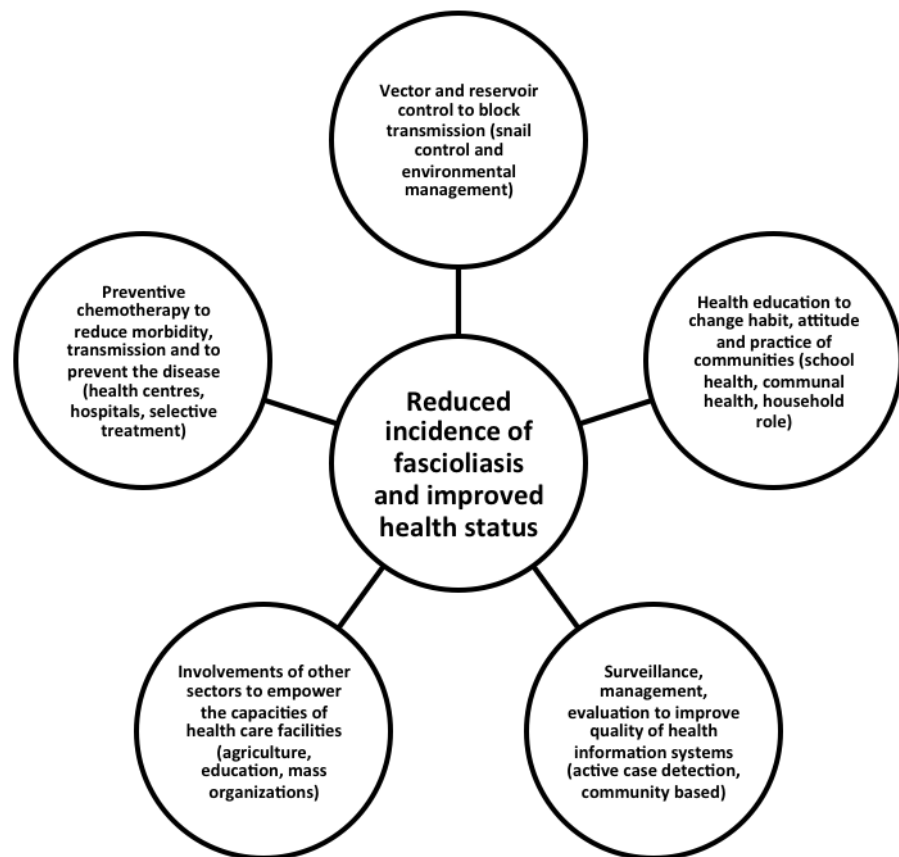 Vector and reservoir
control to block
transmission (snail
control and
environmental
management)
Preventive
chemotherapy to
reduce morbidity,
transmission and to
prevent the disease
(health centres,
hospitals, selective
treatment)
Health education to
change habit, attitude
and practice of
communities (school
health, communal
health, household
role)
Reduced
incidence of
fascioliasis
and improved
health status
Involvements of other
sectors to empower
the capacities of
health care facilities
(agriculture,
education, mass
organizations)
Surveillance,
management,
evaluation to improve
quality of health
information systems
(active case detection,
community based)